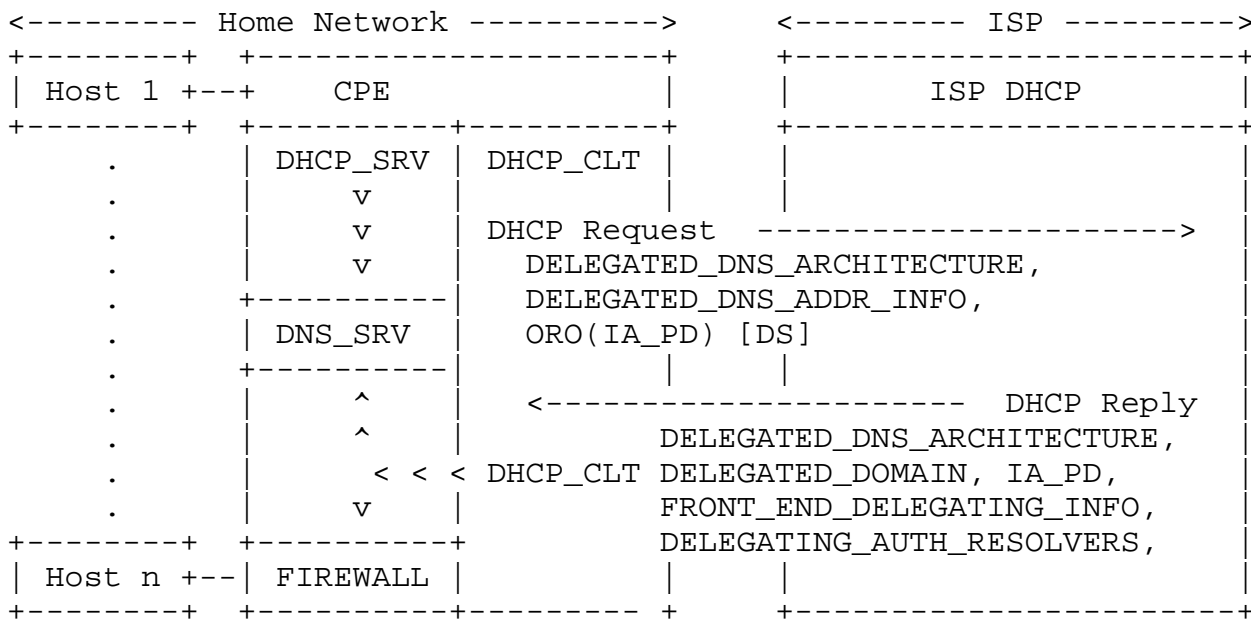 <--------- Home Network ----------> <--------- ISP --------->
+--------+ +---------------------+ +-----------------------+
| Host 1 +--+ CPE | | ISP DHCP |
+--------+ +----------+----------+ +-----------------------+
. | DHCP_SRV | DHCP_CLT | | |
. | v | | | |
. | v | DHCP Request ----------------------> |
. | v | DELEGATED_DNS_ARCHITECTURE, |
. +----------| DELEGATED_DNS_ADDR_INFO, |
. | DNS_SRV | ORO(IA_PD) [DS] |
. +----------| | | |
. | ^ | <---------------------- DHCP Reply |
. | ^ | DELEGATED_DNS_ARCHITECTURE, |
. | < < < DHCP_CLT DELEGATED_DOMAIN, IA_PD, |
. | v | FRONT_END_DELEGATING_INFO, |
+--------+ +----------+ DELEGATING_AUTH_RESOLVERS, |
| Host n +--| FIREWALL | | | |
+--------+ +----------+--------- + +-----------------------+